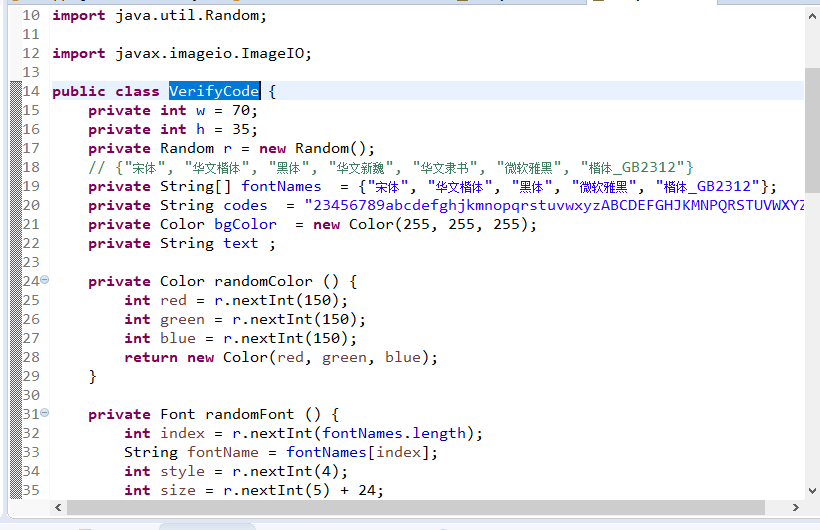 10 import java.util.Random;
11
12 import javax.imageio.ImageIO;
13
14 public class VerifyCode {
15 private int w = 70;
16 private int h = 35;
17 private Random r = new Random();
18 // {"宋体", "华文楷体", "黑体", "华文新魏", "华文隶书", "微软雅黑", "楷体_GB2312"}
19 private String[] fontNames  = {"宋体", "华文楷体", "黑体", "微软雅黑", "楷体_GB2312"};
20 private String codes  = "23456789abcdefghjkmnopqrstuvwxyzABCDEFGHJKMNPQRSTUVWXYZ
21 private Color bgColor  = new Color(255, 255, 255);
22 private String text ;
23
24 private Color randomColor () {
25 int red = r.nextInt(150);
26 int green = r.nextInt(150);
27 int blue = r.nextInt(150);
28 return new Color(red, green, blue);
29 }
30
31 private Font randomFont () {
32 int index = r.nextInt(fontNames.length);
33 String fontName = fontNames[index];
34 int style = r.nextInt(4);
35 int size = r.nextInt(5) + 24;